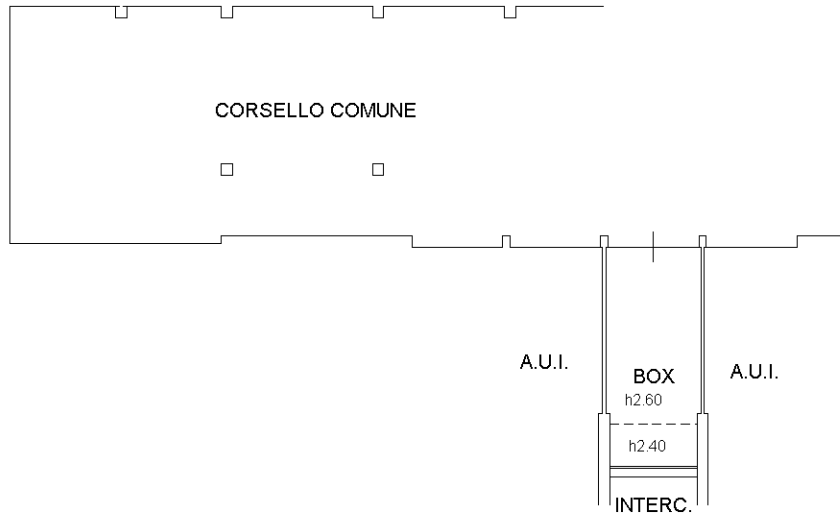 CORSELLO COMUNE
A.U.I.
BOX
A.U.I.
h2.60
h2.40
INTERC.